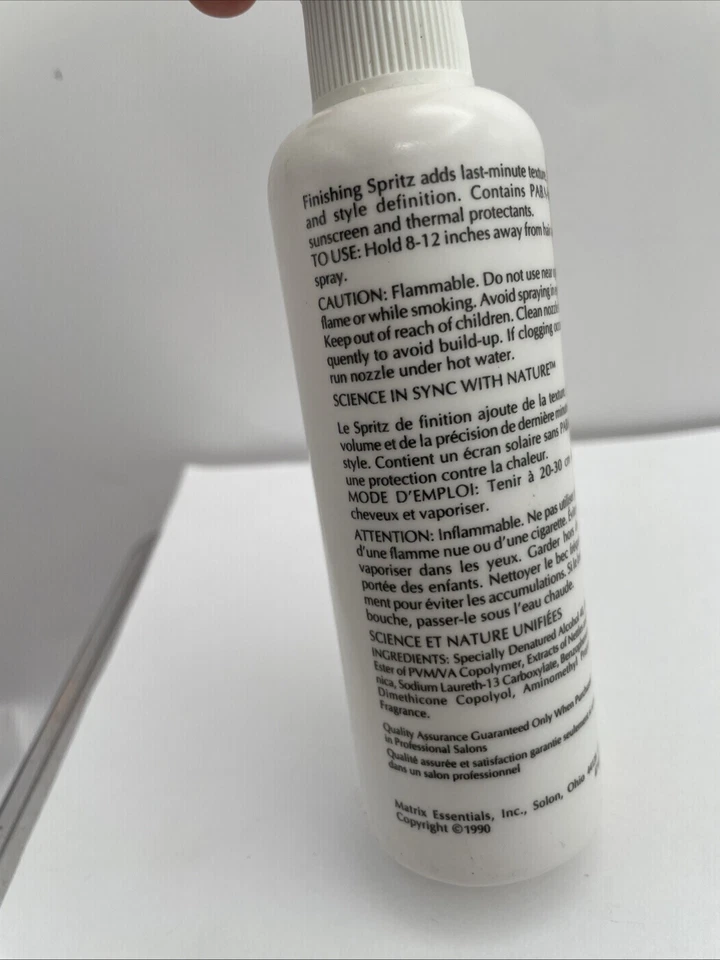 Finishing Spritz adds last-minute
and style definition. Contains
sunscreen and thermal protectants.
TO USE: Hold 8-12 inches away from
spray.
CAUTION: Flammable. Do not use near
flame or while smoking. Avoid spraying in
Keep out of reach of children. Clean
quently to avoid build-up. If clogging
run nozzle under hot water.
SCIENCE IN SYNC WITH NATURE™
Le Spritz de finition ajoute de la
volume et de la précision de dernière
style. Contient un écran solaire sans
une protection contre la chaleur.
MODE D'EMPLOI: Tenir à 20-30
cheveux et vaporiser.
ATTENTION: Inflammable. Ne pas
d'une flamme nue ou d'une cigarette.
vaporiser dans les yeux. Garder hors
portée des enfants. Nettoyer le bec
ment pour éviter les accumulations.
bouche, passer-le sous l'eau chaude.
SCIENCE ET NATURE UNIFIÉES
INGREDIENTS: Specially Denatured Alcohol
Ester of PVM/VA Copolymer, Extracts of
nica, Sodium Laureth-13 Carboxylate,
Dimethicone Copolyol, Aminomethyl
Fragrance.
Quality Assurance Guaranteed Only When
in Professional Salons
Qualité assurée et satisfaction garantie seulement
dans un salon professionnel
Matrix Essentials, Inc., Solon, Ohio
Copyright ©1990